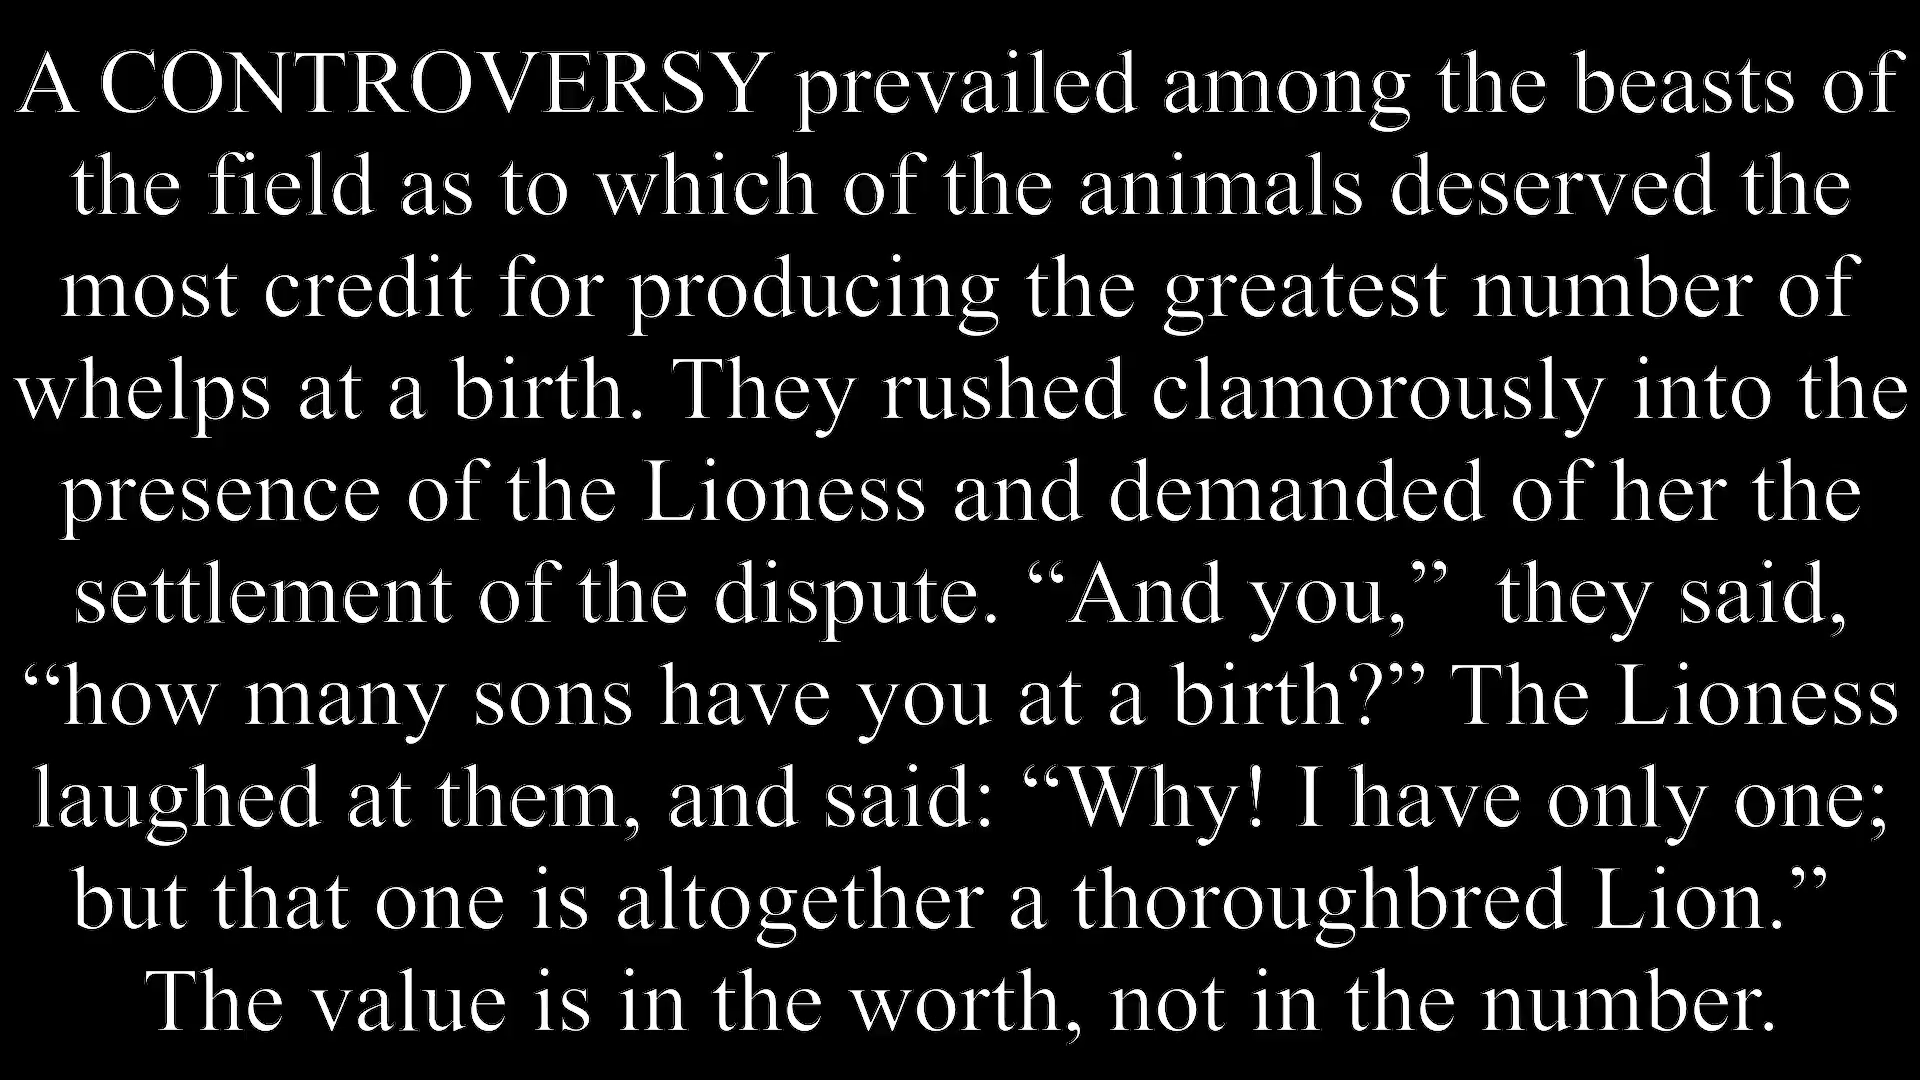 A CONTROVERSY prevailed among the beasts of
the field as to which of the animals deserved the
most credit for producing the greatest number of
whelps at a birth. They rushed clamorously into the
presence of the Lioness and demanded of her the
settlement of the dispute. “And you,”  they said,
“how many sons have you at a birth?” The Lioness
laughed at them, and said: “Why! I have only one;
but that one is altogether a thoroughbred Lion.”
The value is in the worth, not in the number.